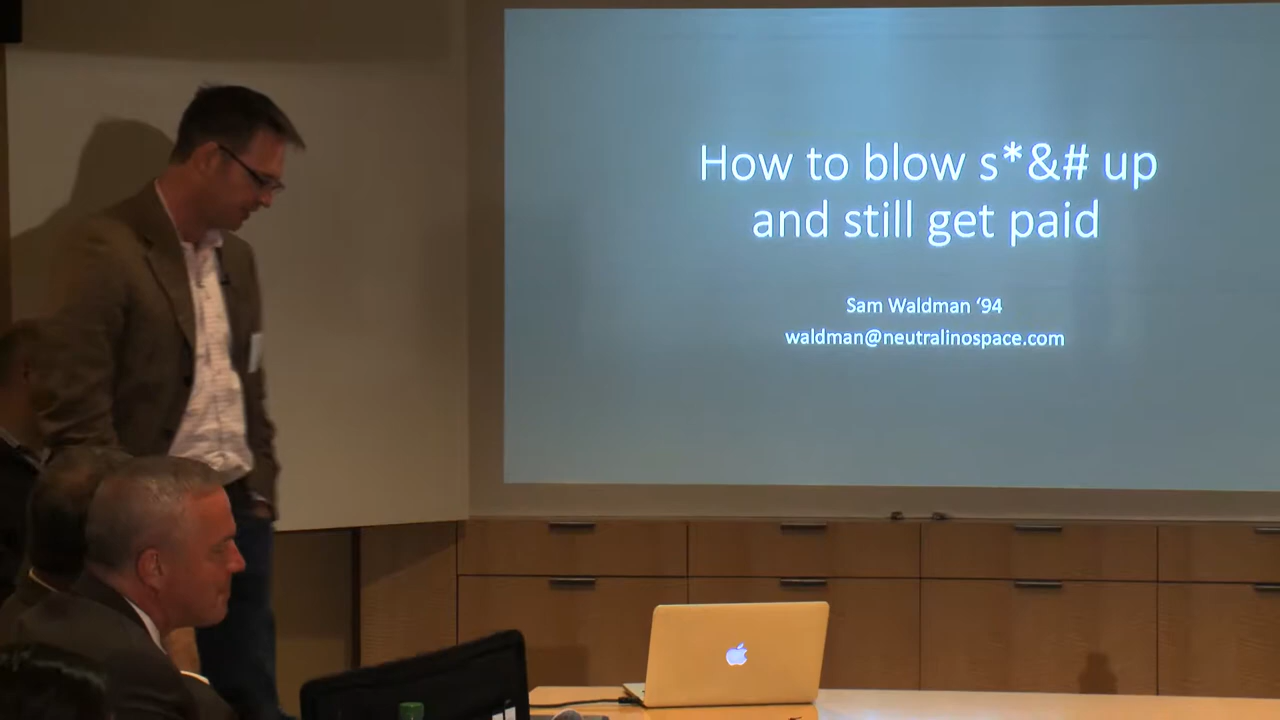 How to blow s*&# up
and still get paid
Sam Waldman ‘94
waldman@neutralinospace.com